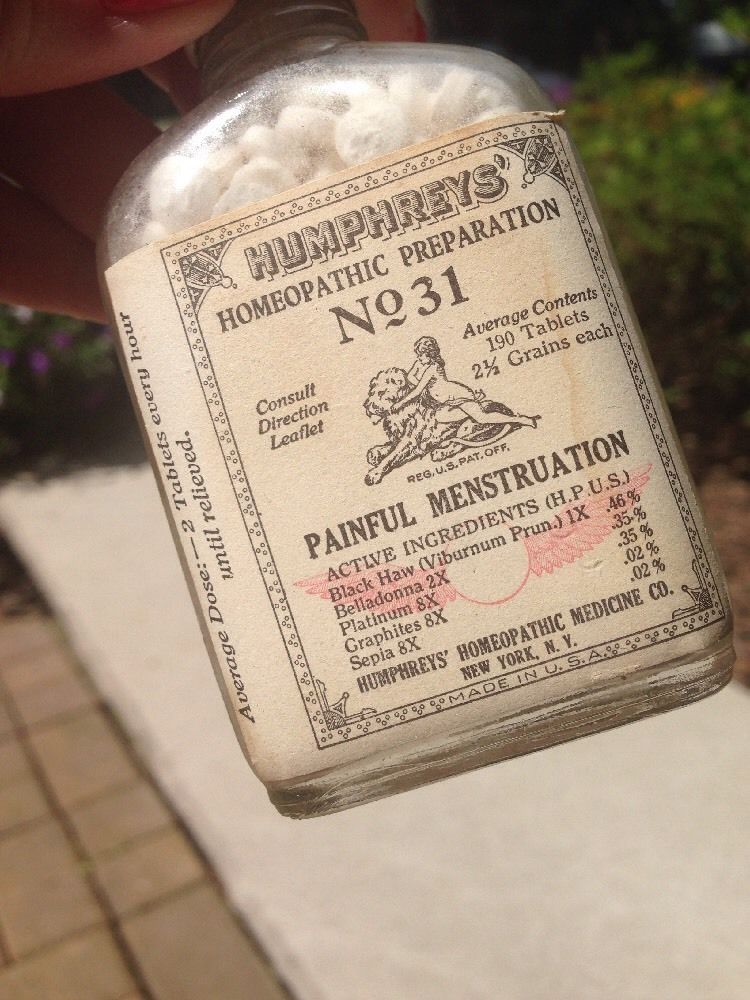 HUMPHREYS'
HOMEOPATHIC PREPARATION
No 31
Average Contents
190 Tablets
2½ Grains each
Consult
Direction
Leaflet
REG. U.S. PAT. OFF.
PAINFUL MENSTRUATION
ACTIVE INGREDIENTS (H.P.U.S.)
Black Haw (Viburnum Prun.) 1X .46%
Belladonna 2X .35%
Platinum 8X .35%
Graphites 8X .02%
Sepia 8X .02%
HUMPHREYS' HOMEOPATHIC MEDICINE CO.
NEW YORK, N. Y.
MADE IN U.S.A.
Average Dose:—2 Tablets every hour
until relieved.